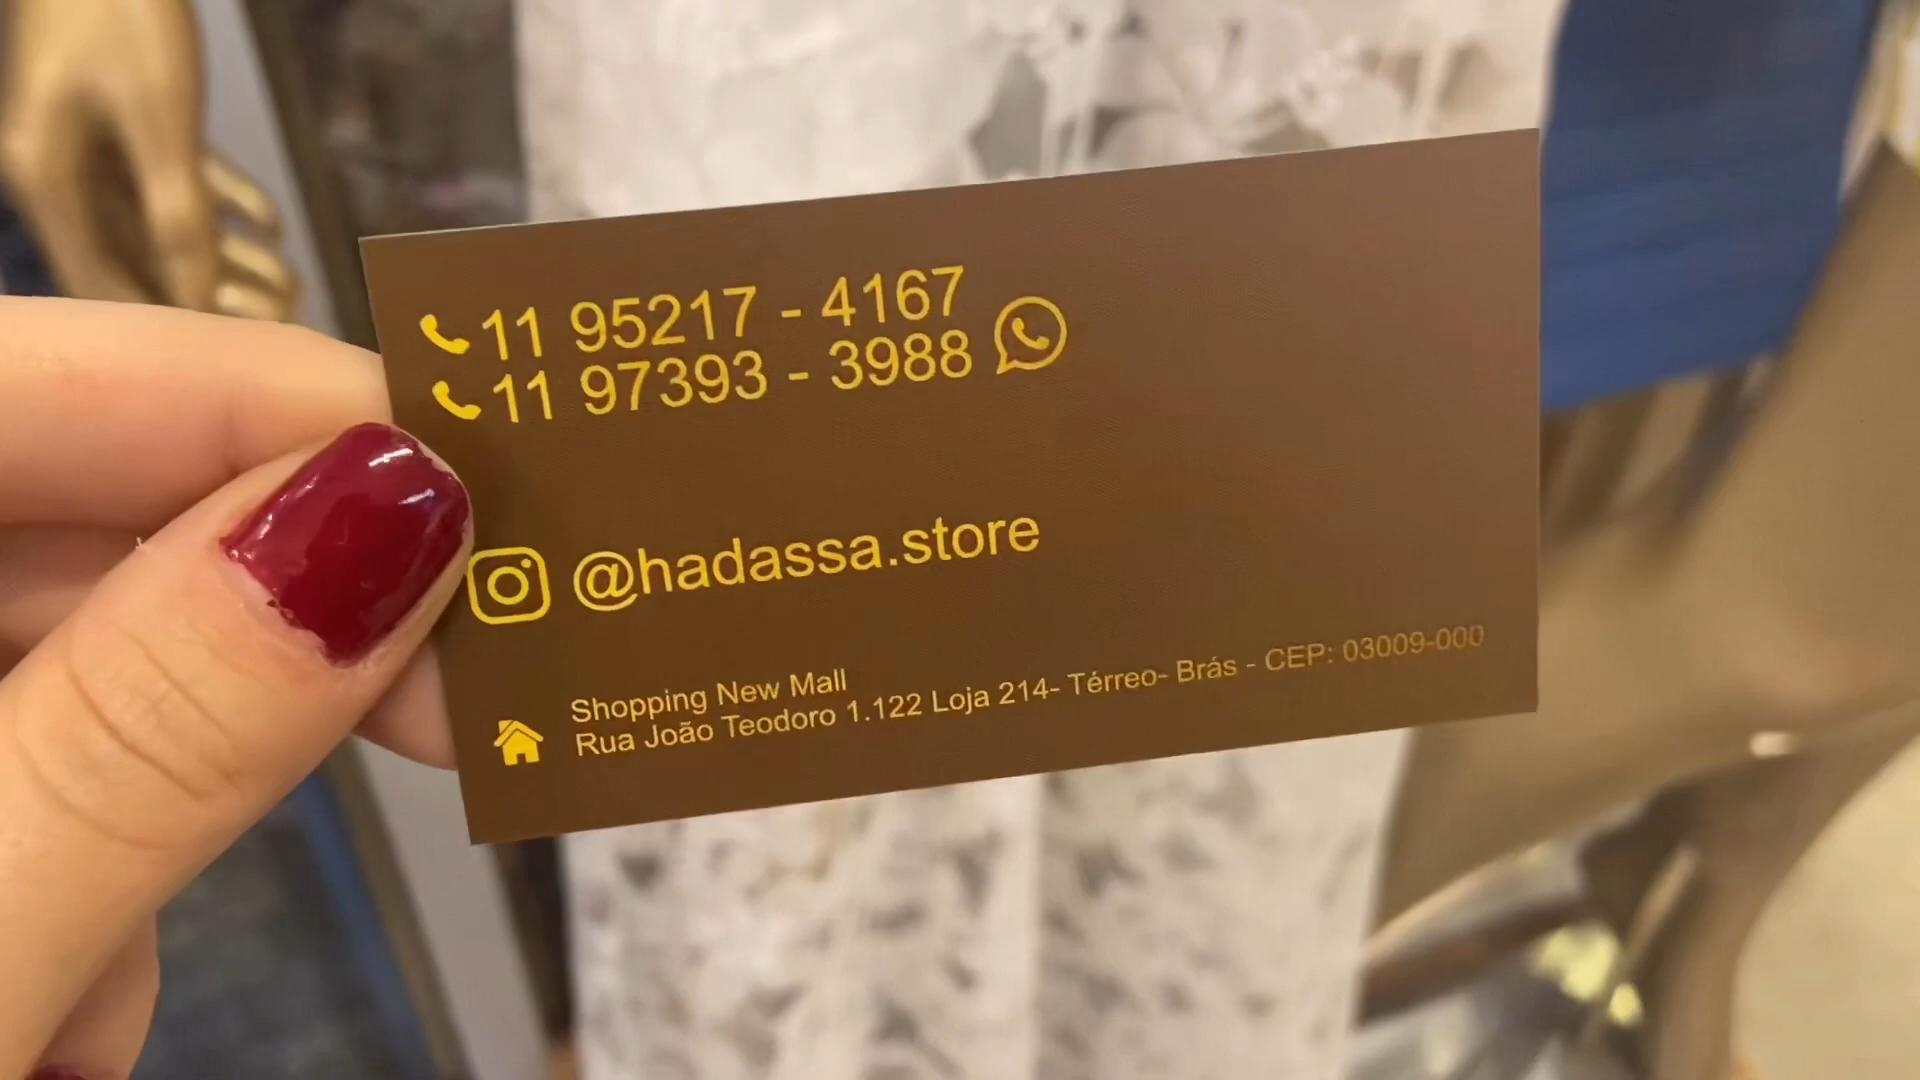 11 95217 - 4167
11 97393 - 3988
@hadassa.store
Shopping New Mall
Rua João Teodoro 1.122 Loja 214- Térreo- Brás - CEP: 03009-000